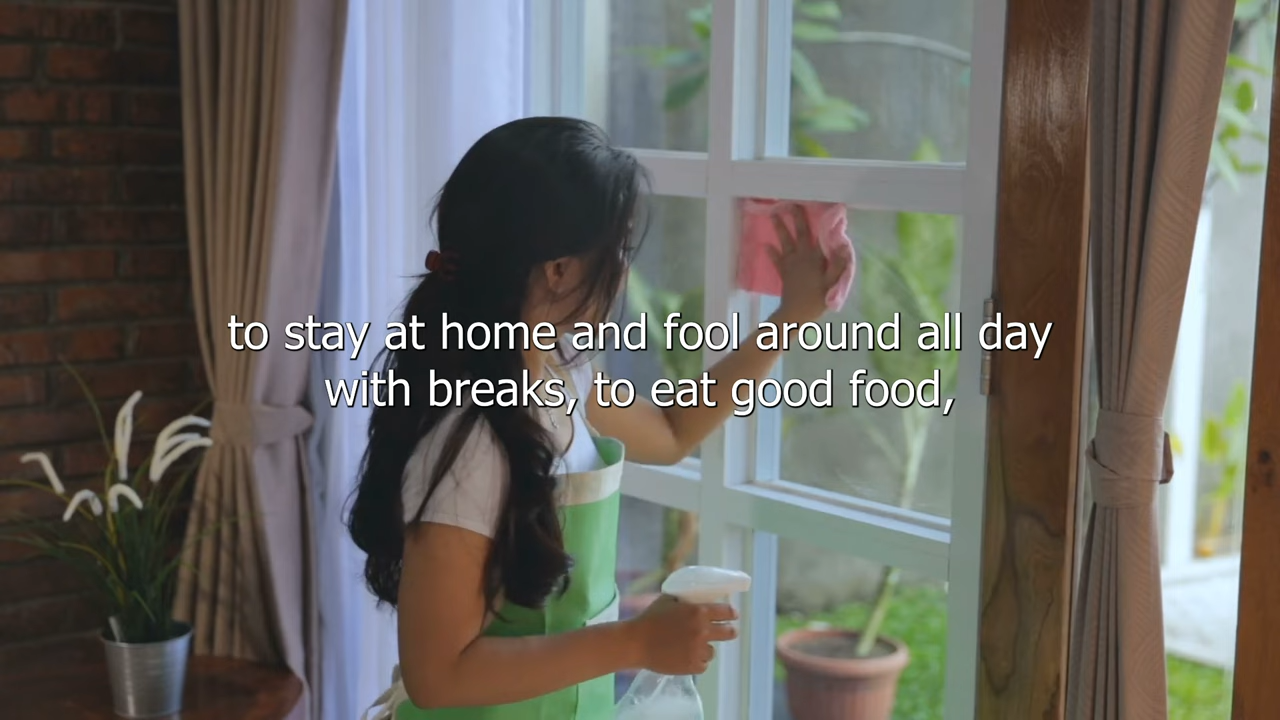 to stay at home and fool around all day
with breaks, to eat good food,